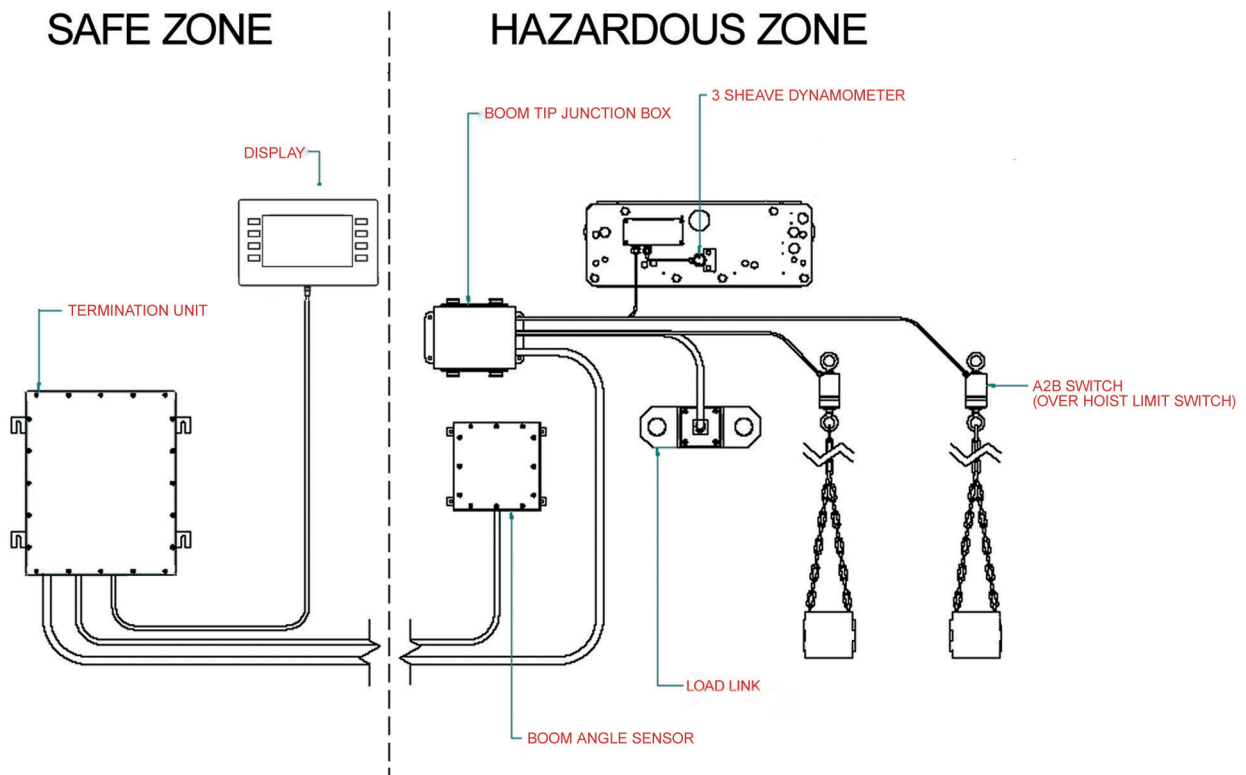 SAFE ZONE
HAZARDOUS ZONE
3 SHEAVE DYNAMOMETER
BOOM TIP JUNCTION BOX
DISPLAY
TERMINATION UNIT
A2B SWITCH
(OVER HOIST LIMIT SWITCH)
LOAD LINK
BOOM ANGLE SENSOR